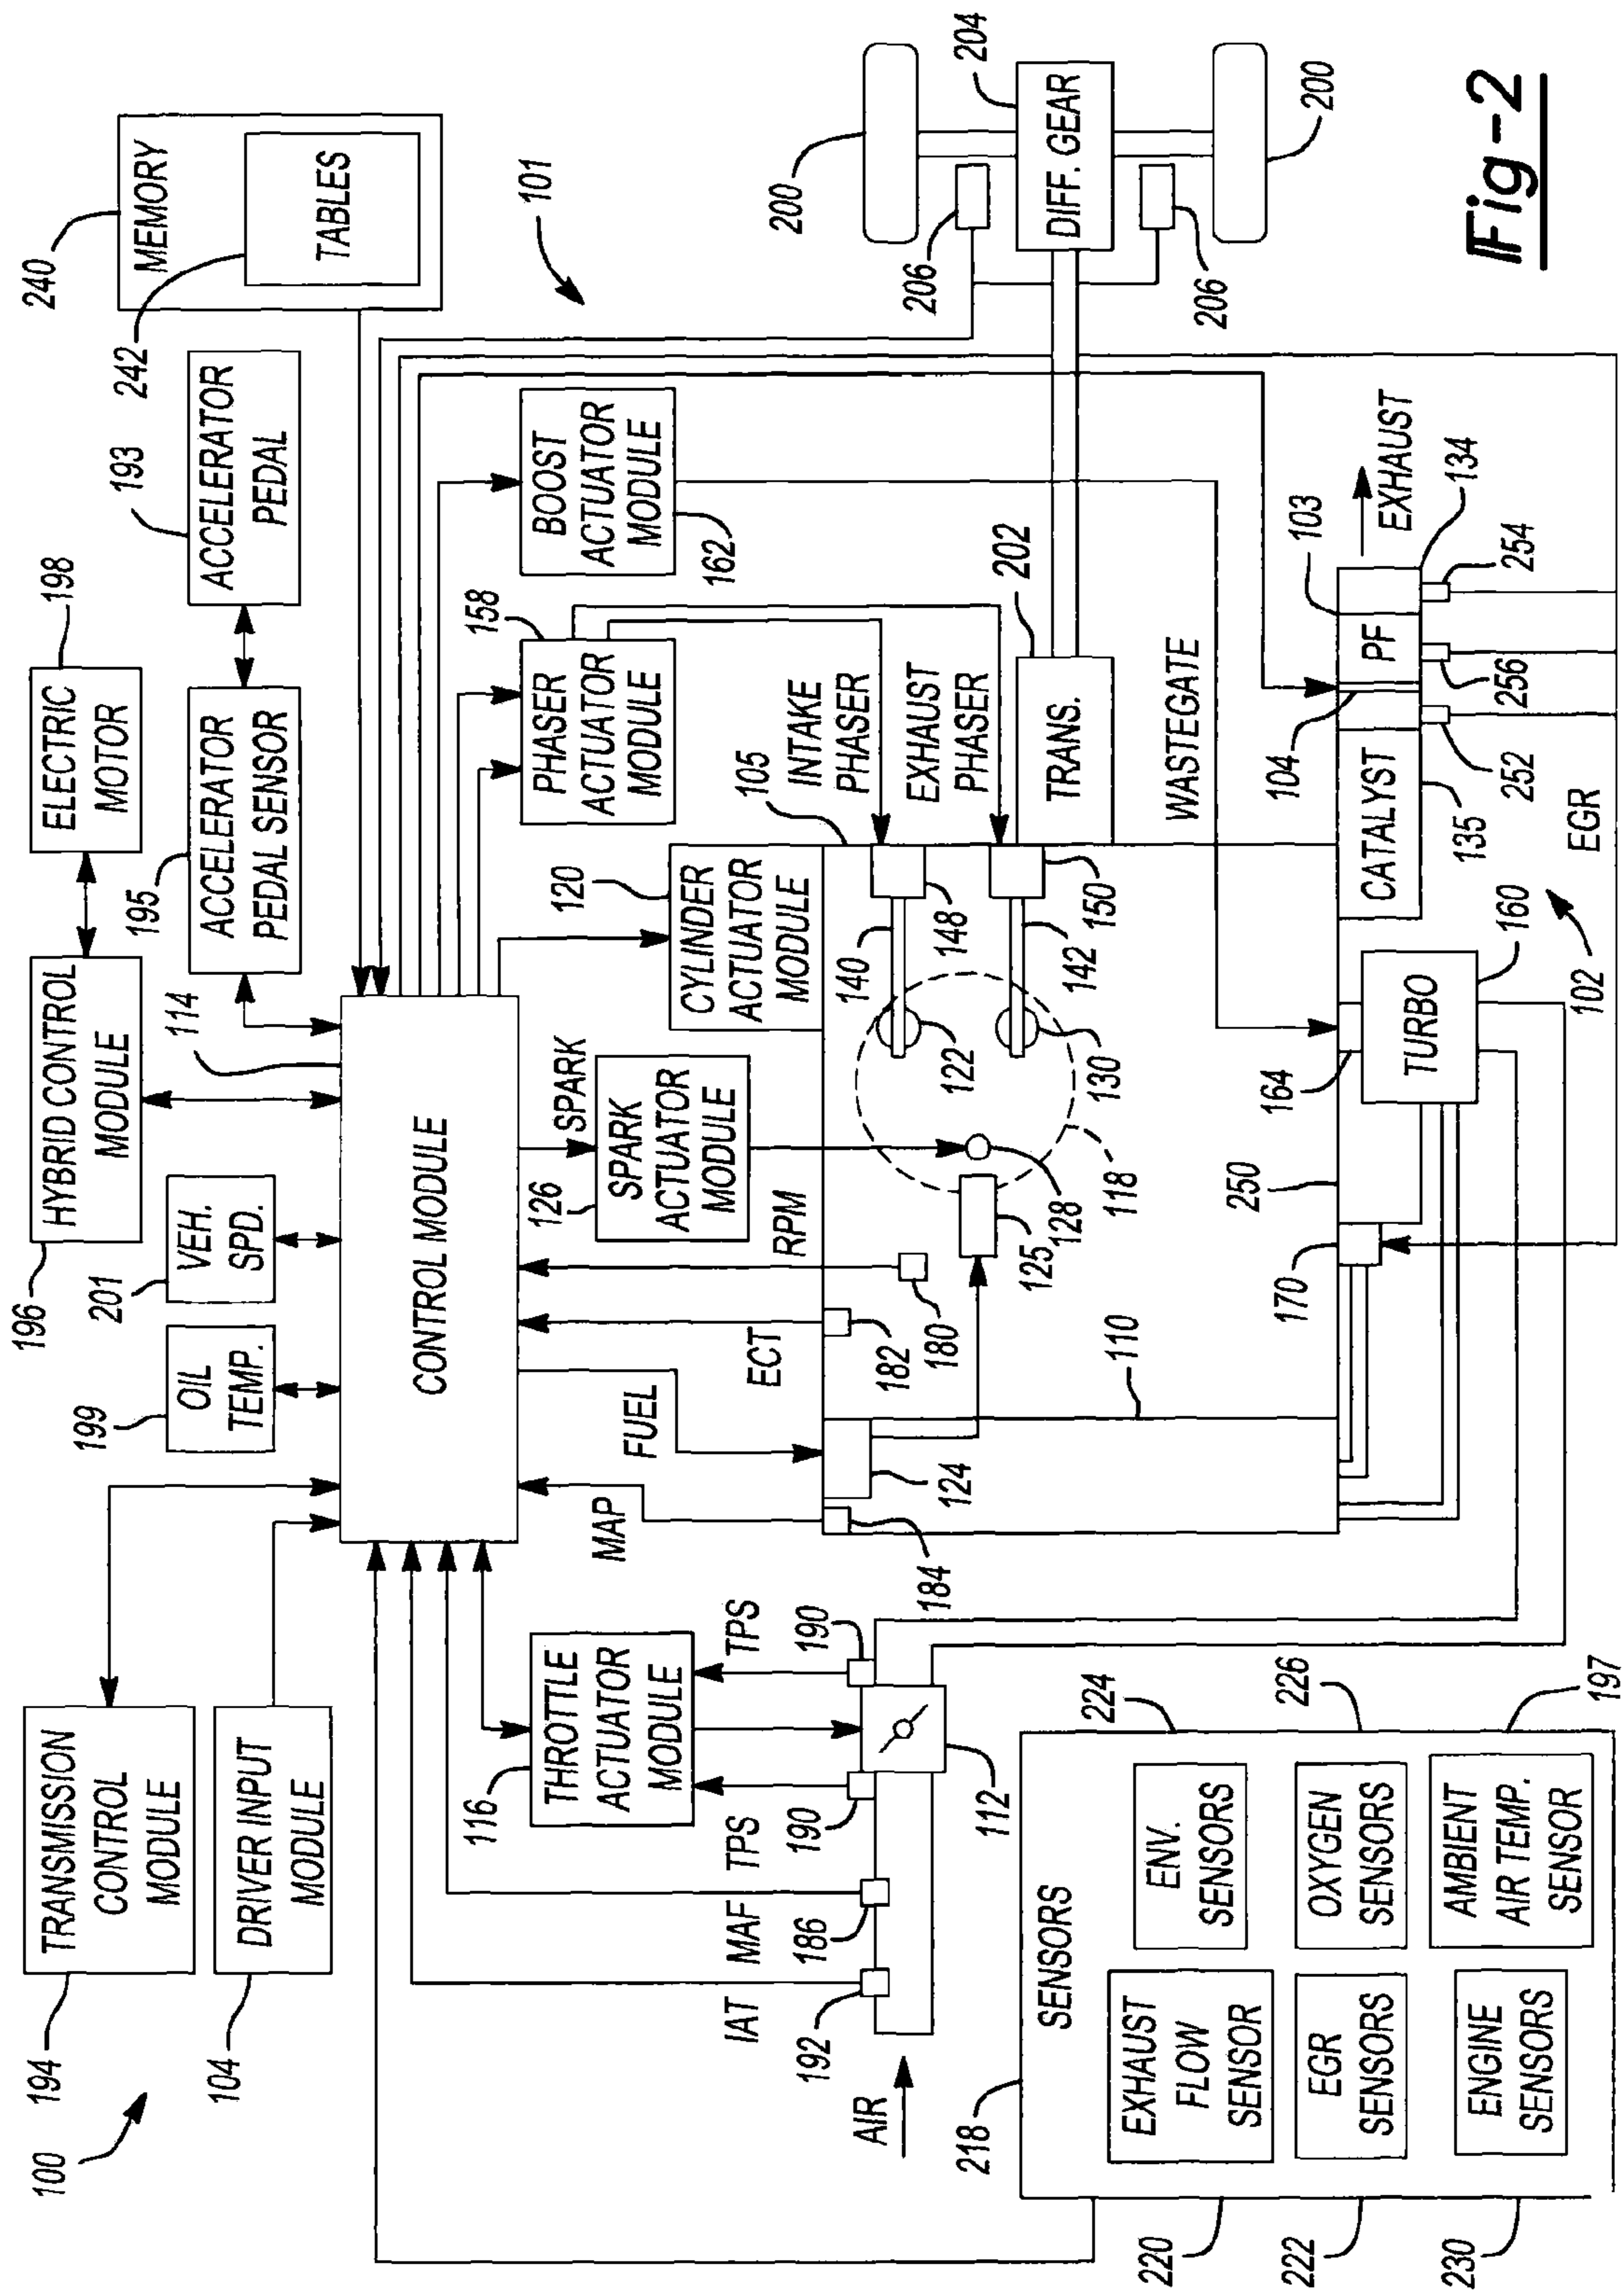 100
194
TRANSMISSION
CONTROL
MODULE
104
DRIVER INPUT
MODULE
199
OIL
TEMP.
201
VEH.
SPD.
196
HYBRID CONTROL
MODULE
198
ELECTRIC
MOTOR
195
ACCELERATOR
PEDAL SENSOR
193
ACCELERATOR
PEDAL
240
MEMORY
242
TABLES
114
CONTROL MODULE
101
116
THROTTLE
ACTUATOR
MODULE
MAP
FUEL
ECT
RPM
SPARK
126
SPARK
ACTUATOR
MODULE
120
CYLINDER
ACTUATOR
MODULE
158
PHASER
ACTUATOR
MODULE
BOOST
ACTUATOR
MODULE
162
105
INTAKE
PHASER
EXHAUST
PHASER
IAT
MAF
TPS
TPS
192
186
190
190
AIR
112
184
124
182
180
110
125
128
118
122
130
140
142
148
150
202
TRANS.
WASTEGATE
200
204
DIFF. GEAR
206
206
200
218
SENSORS
224
ENV.
SENSORS
220
EXHAUST
FLOW
SENSOR
226
OXYGEN
SENSORS
222
EGR
SENSORS
197
AMBIENT
AIR TEMP.
SENSOR
230
ENGINE
SENSORS
170
250
164
TURBO
160
102
CATALYST
135
104
PF
103
EXHAUST
134
252
256
254
EGR
Fig-2